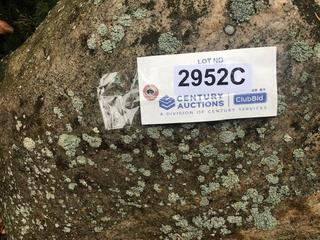 LOT NO
2952C
CENTURY
AUCTIONS
ClubBid
A DIVISION OF CENTURY SERVICES